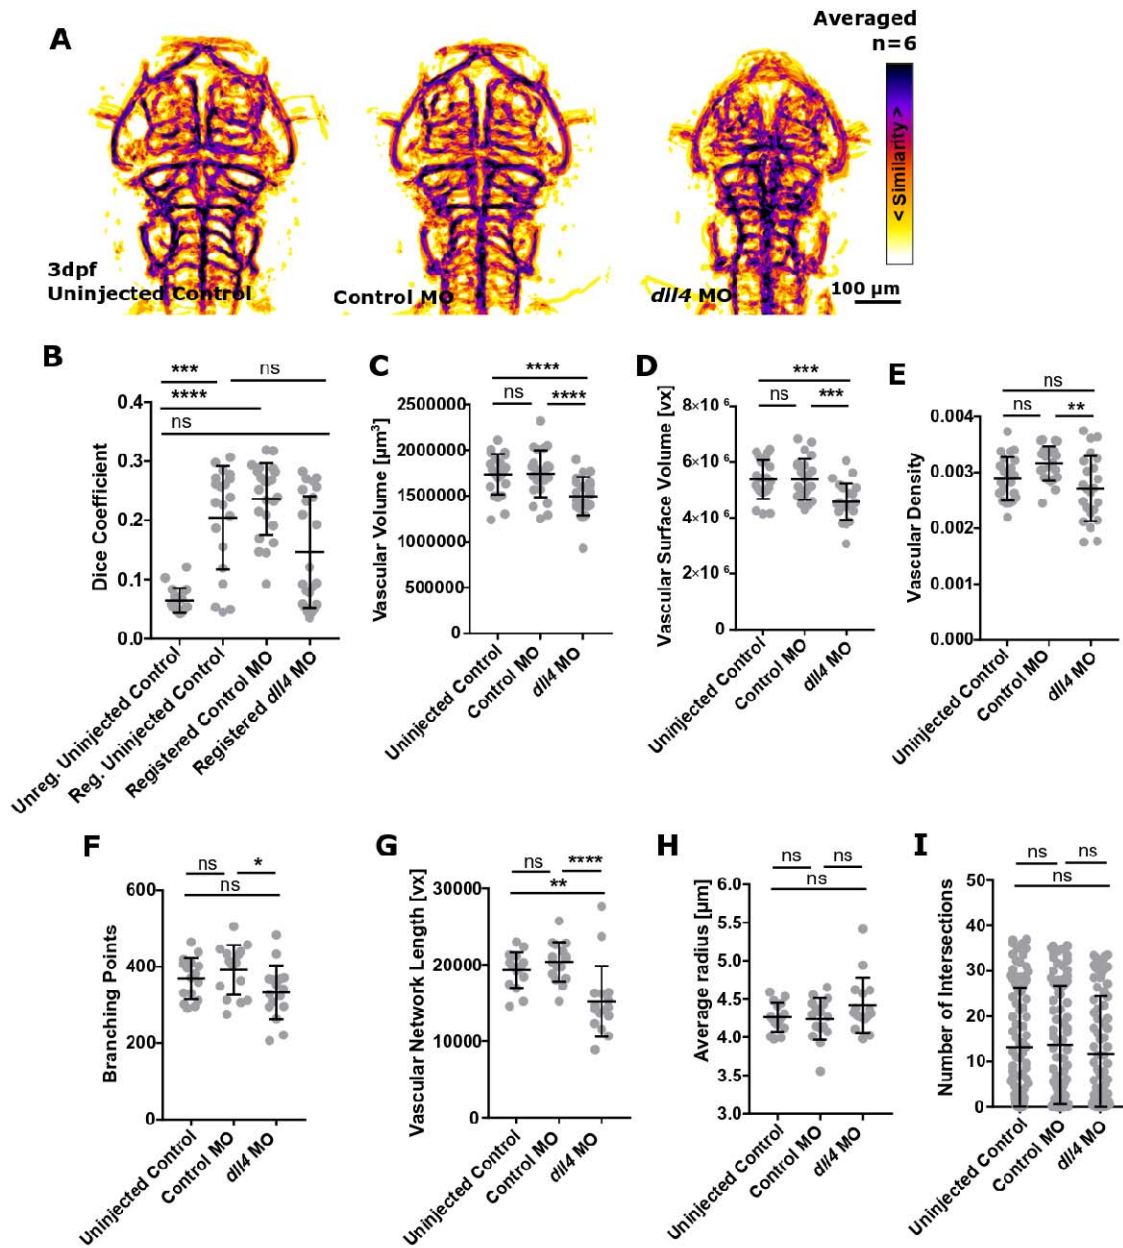 A
Averaged
n=6
< Similarity >
3dpf
Uninjected Control
Control MO
dll4 MO
100 µm
B
*** ns
****
ns
Dice Coefficient
0.4
0.3
0.2
0.1
0.0
Unreg. Uninjected Control
Reg. Uninjected Control
Registered Control MO
Registered dll4 MO
C
****
ns ****
Vascular Volume [µm³]
2500000
2000000
1500000
1000000
500000
0
Uninjected Control
Control MO
dll4 MO
D
***
ns ***
Vascular Surface Volume [vx]
8×10 6
6×10 6
4×10 6
2×10 6
0
Uninjected Control
Control MO
dll4 MO
E
ns
ns **
Vascular Density
0.004
0.003
0.002
0.001
0.000
Uninjected Control
Control MO
dll4 MO
F
ns *
ns
Branching Points
600
400
200
0
Uninjected Control
Control MO
dll4 MO
G
ns ****
**
Vascular Network Length [vx]
30000
20000
10000
0
Uninjected Control
Control MO
dll4 MO
H
ns ns
ns
Average radius [µm]
6.0
5.5
5.0
4.5
4.0
3.5
3.0
Uninjected Control
Control MO
dll4 MO
I
ns ns
ns
Number of Intersections
50
40
30
20
10
0
Uninjected Control
Control MO
dll4 MO